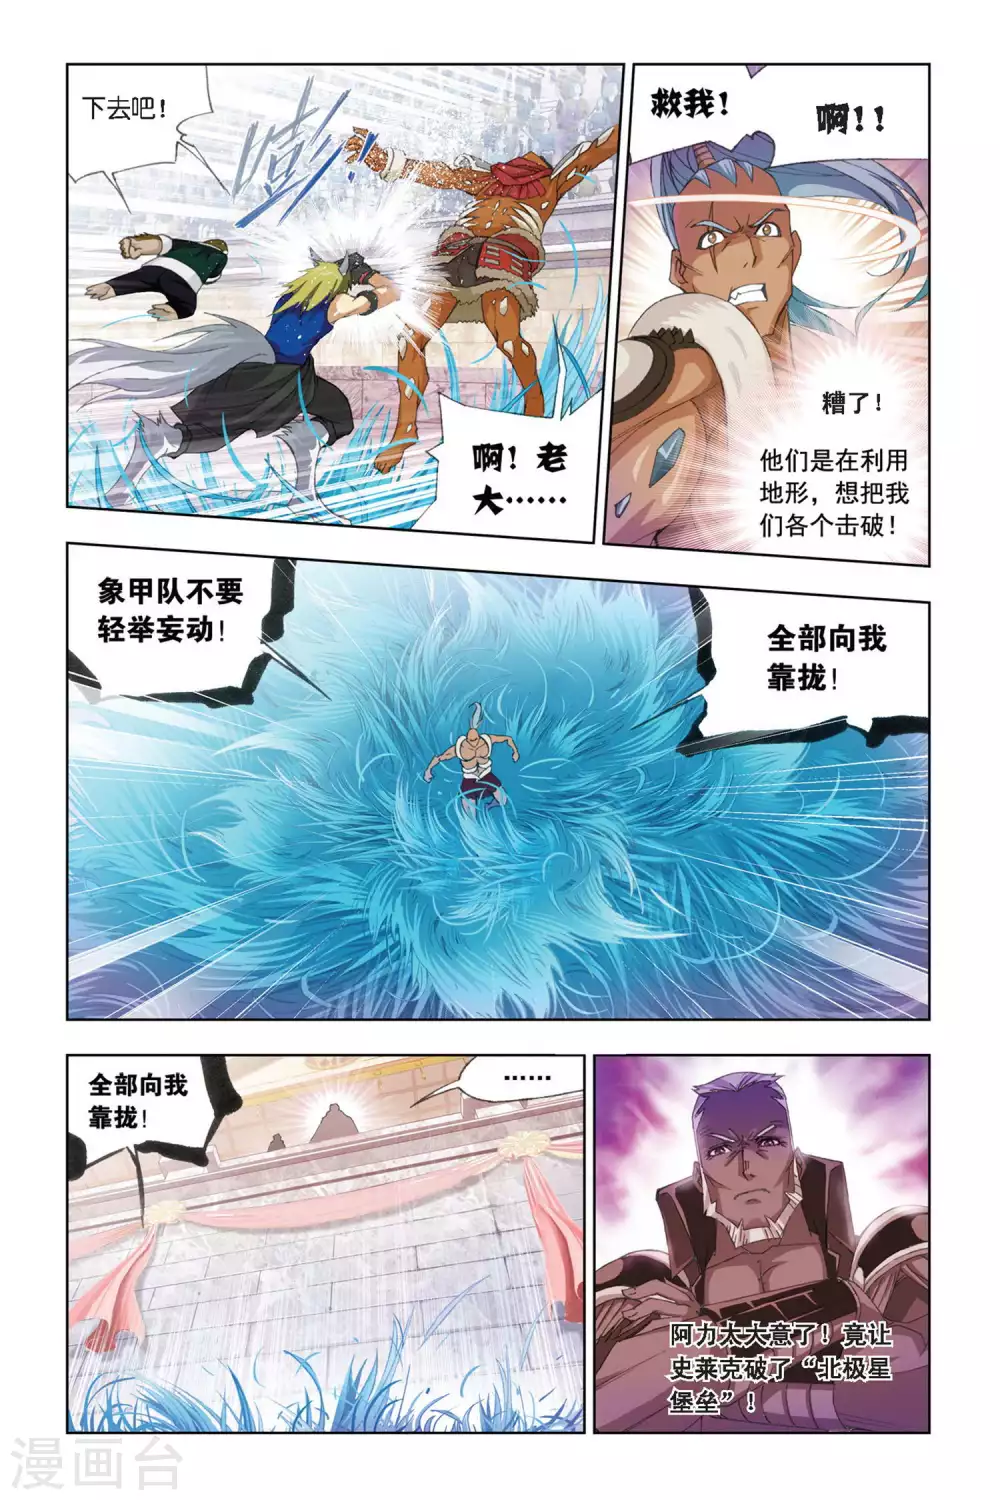 下去吧！
嘭
啊！老
大……
救我！
啊！！
糟了！
他们是在利用
地形，想把我
们各个击破！
象甲队不要
轻举妄动！
全部向我
靠拢！
全部向我
靠拢！
……
阿力太大意了！竟让
史莱克破了“北极星
堡垒”！
漫画台